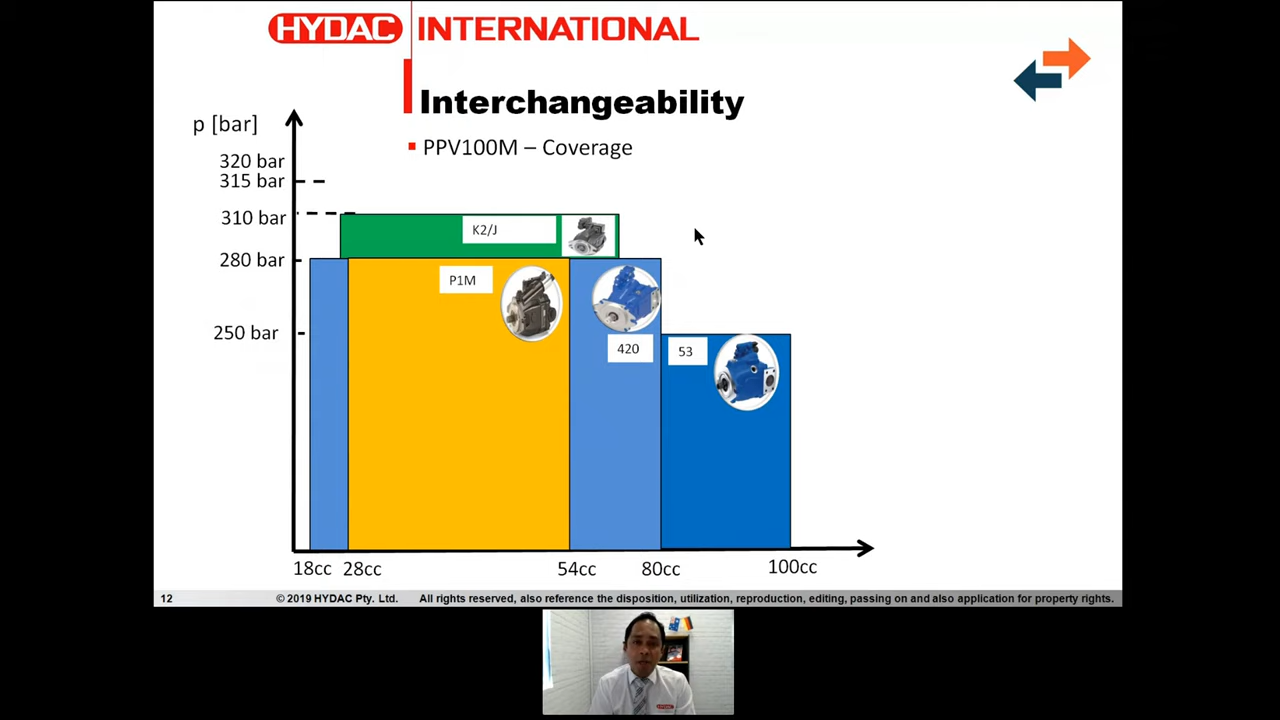 HYDAC INTERNATIONAL
Interchangeability
p [bar]
PPV100M – Coverage
320 bar
315 bar
310 bar
K2/J
280 bar
P1M
250 bar
420
53
18cc 28cc 54cc 80cc 100cc
12 © 2019 HYDAC Pty. Ltd. All rights reserved, also reference the disposition, utilization, reproduction, editing, passing on and also application for property rights.